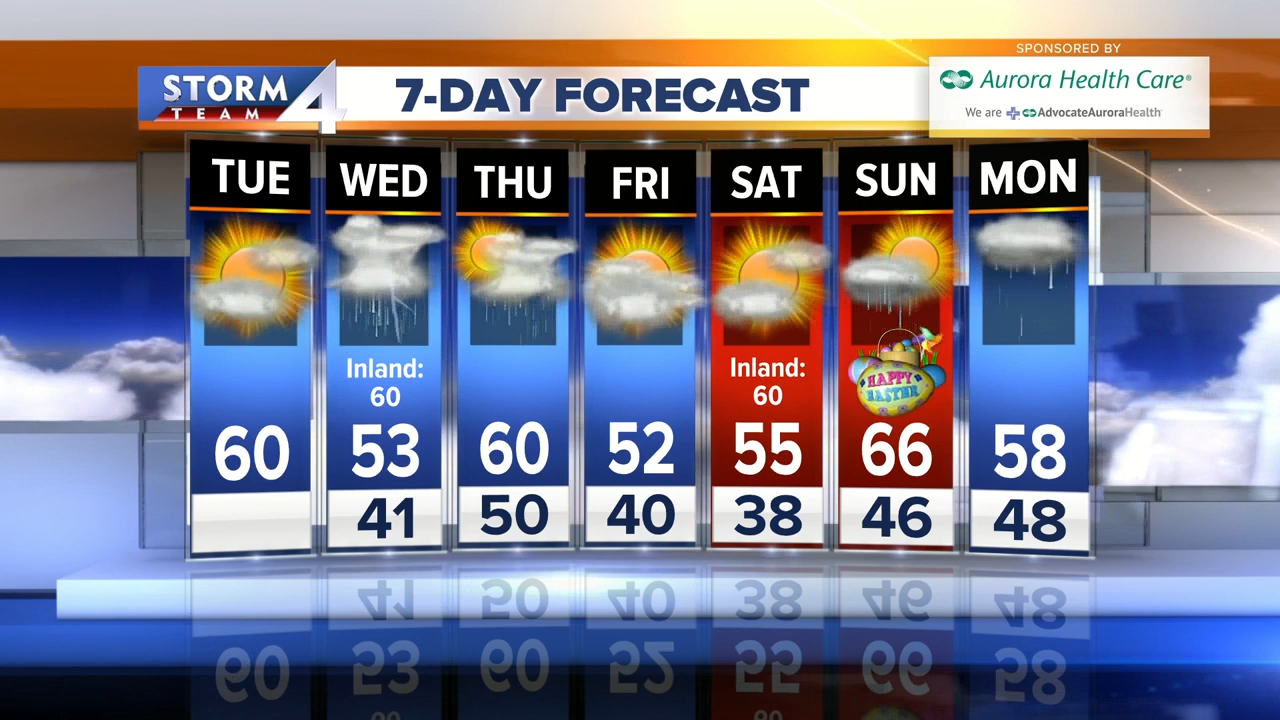 SPONSORED BY
STORM
TEAM 4
7-DAY FORECAST
Aurora Health Care®
We are AdvocateAuroraHealth
TUE WED THU FRI SAT SUN MON
Inland:
60
Inland:
60
HAPPY
EASTER
60 53 60 52 55 66 58
41 50 40 38 46 48